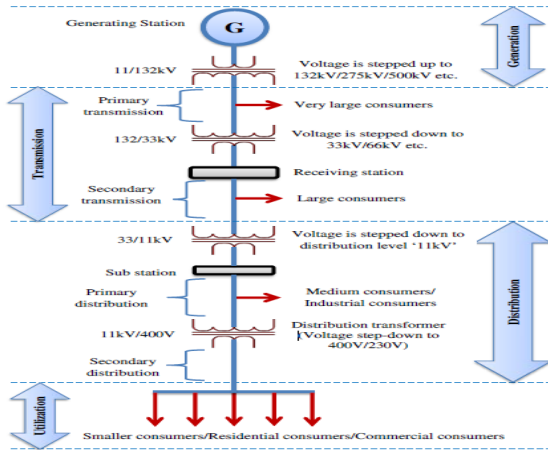 Generating Station
G
11/132kV
Voltage is stepped up to
132kV/275kV/500kV etc.
Generation
Primary
transmission
Very large consumers
132/33kV
Voltage is stepped down to
33kV/66kV etc.
Transmission
Receiving station
Secondary
transmission
Large consumers
33/11kV
Voltage is stepped down to
distribution level ‘11kV’
Sub station
Primary
distribution
Medium consumers/
Industrial consumers
Distribution
11kV/400V
Distribution transformer
(Voltage step-down to
400V/230V)
Secondary
distribution
Utilization
Smaller consumers/Residential consumers/Commercial consumers